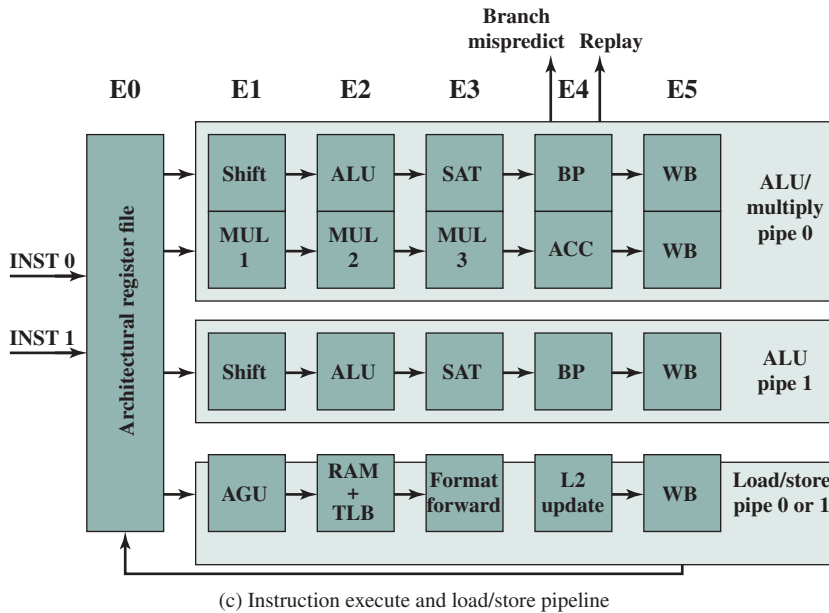 Branch
mispredict Replay
E0 E1 E2 E3 E4 E5
Architectural register file
INST 0
INST 1
Shift ALU SAT BP WB
MUL
1
MUL
2
MUL
3
ACC WB
ALU/
multiply
pipe 0
Shift ALU SAT BP WB
ALU
pipe 1
AGU
RAM
+
TLB
Format
forward
L2
update
WB
Load/store
pipe 0 or 1
(c) Instruction execute and load/store pipeline